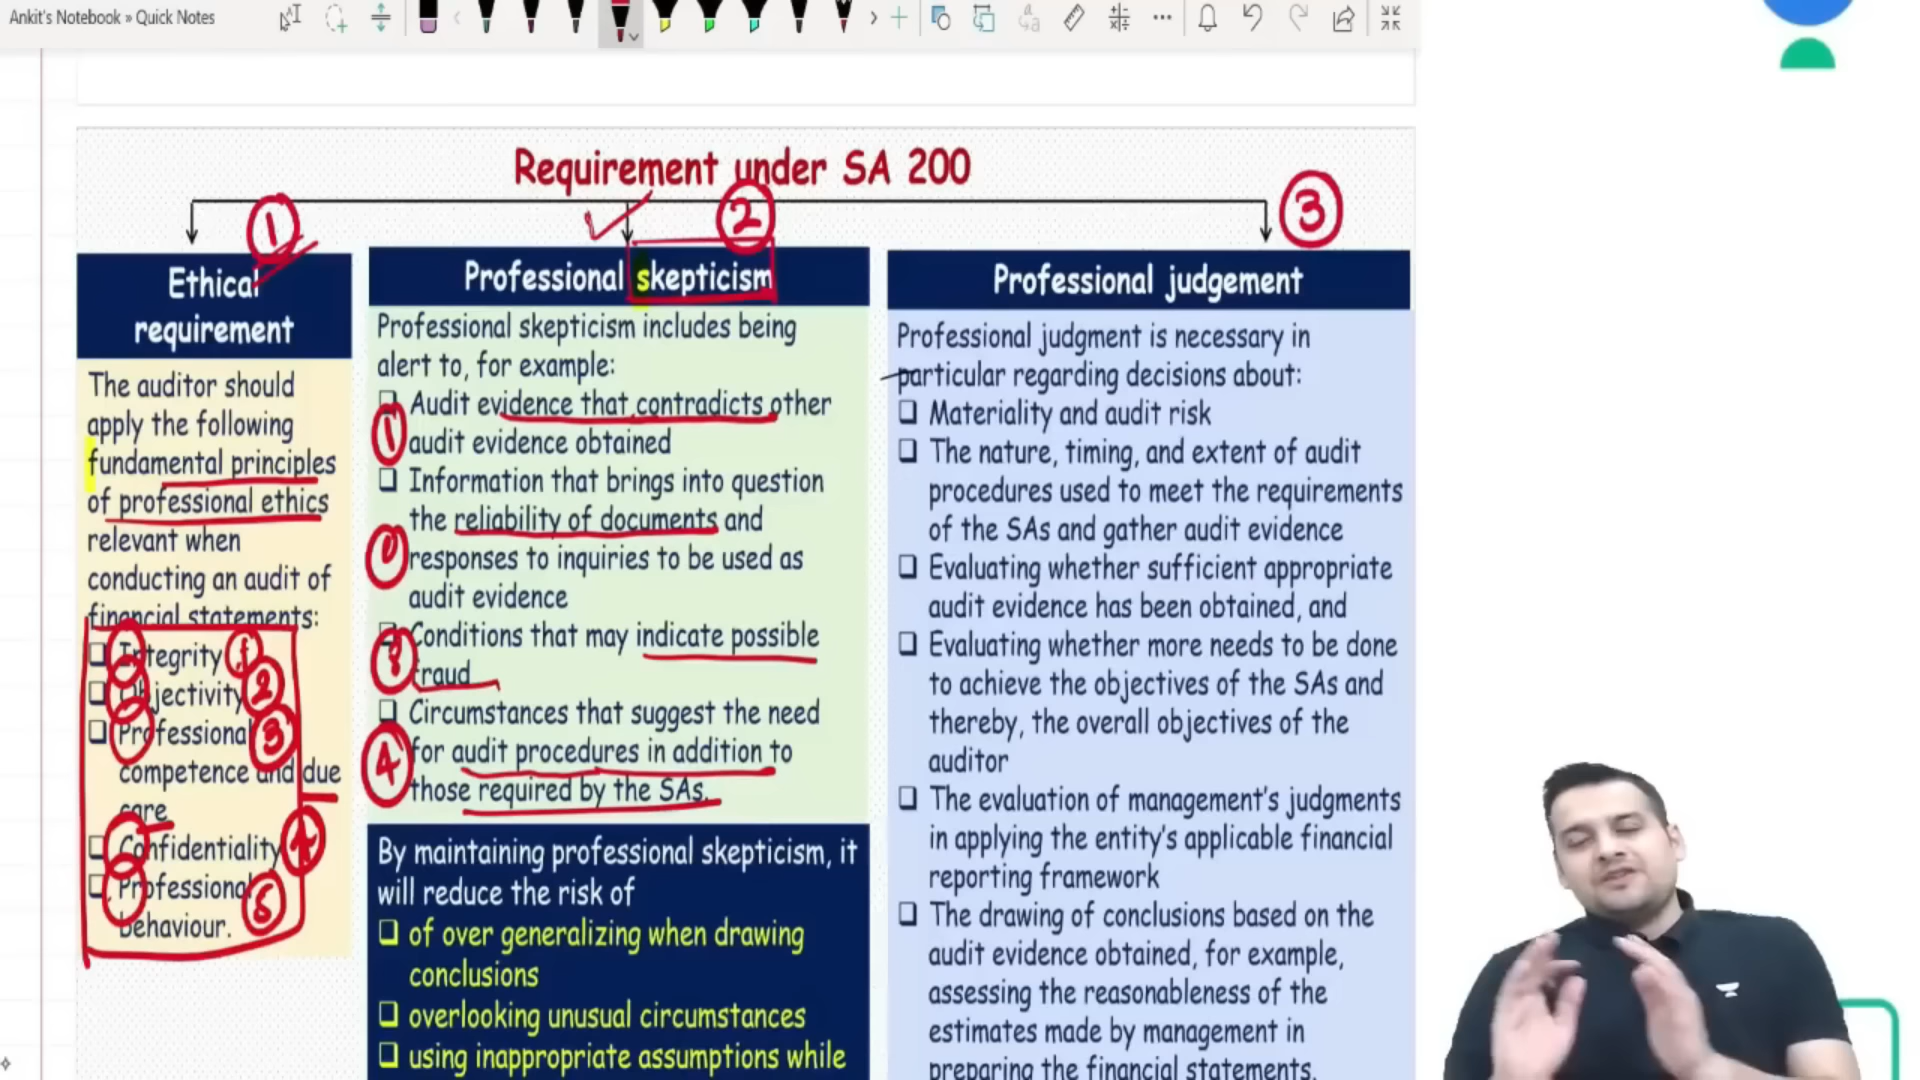 Ankit's Notebook » Quick Notes
Requirement under SA 200
1
2
3
Ethical
requirement
The auditor should
apply the following
fundamental principles
of professional ethics
relevant when
conducting an audit of
financial statements:
Integrity
Objectivity 2
Professional 3
competence and due
care
Confidentiality 4
Professional 5
behaviour.
Professional skepticism
Professional skepticism includes being
alert to, for example:
Audit evidence that contradicts other
1 audit evidence obtained
Information that brings into question
the reliability of documents and
responses to inquiries to be used as
audit evidence
Conditions that may indicate possible
fraud
Circumstances that suggest the need
4 for audit procedures in addition to
those required by the SAs.
By maintaining professional skepticism, it
will reduce the risk of
of over generalizing when drawing
conclusions
overlooking unusual circumstances
using inappropriate assumptions while
Professional judgement
Professional judgment is necessary in
particular regarding decisions about:
Materiality and audit risk
The nature, timing, and extent of audit
procedures used to meet the requirements
of the SAs and gather audit evidence
Evaluating whether sufficient appropriate
audit evidence has been obtained, and
Evaluating whether more needs to be done
to achieve the objectives of the SAs and
thereby, the overall objectives of the
auditor
The evaluation of management's judgments
in applying the entity's applicable financial
reporting framework
The drawing of conclusions based on the
audit evidence obtained, for example,
assessing the reasonableness of the
estimates made by management in
preparing the financial statements.